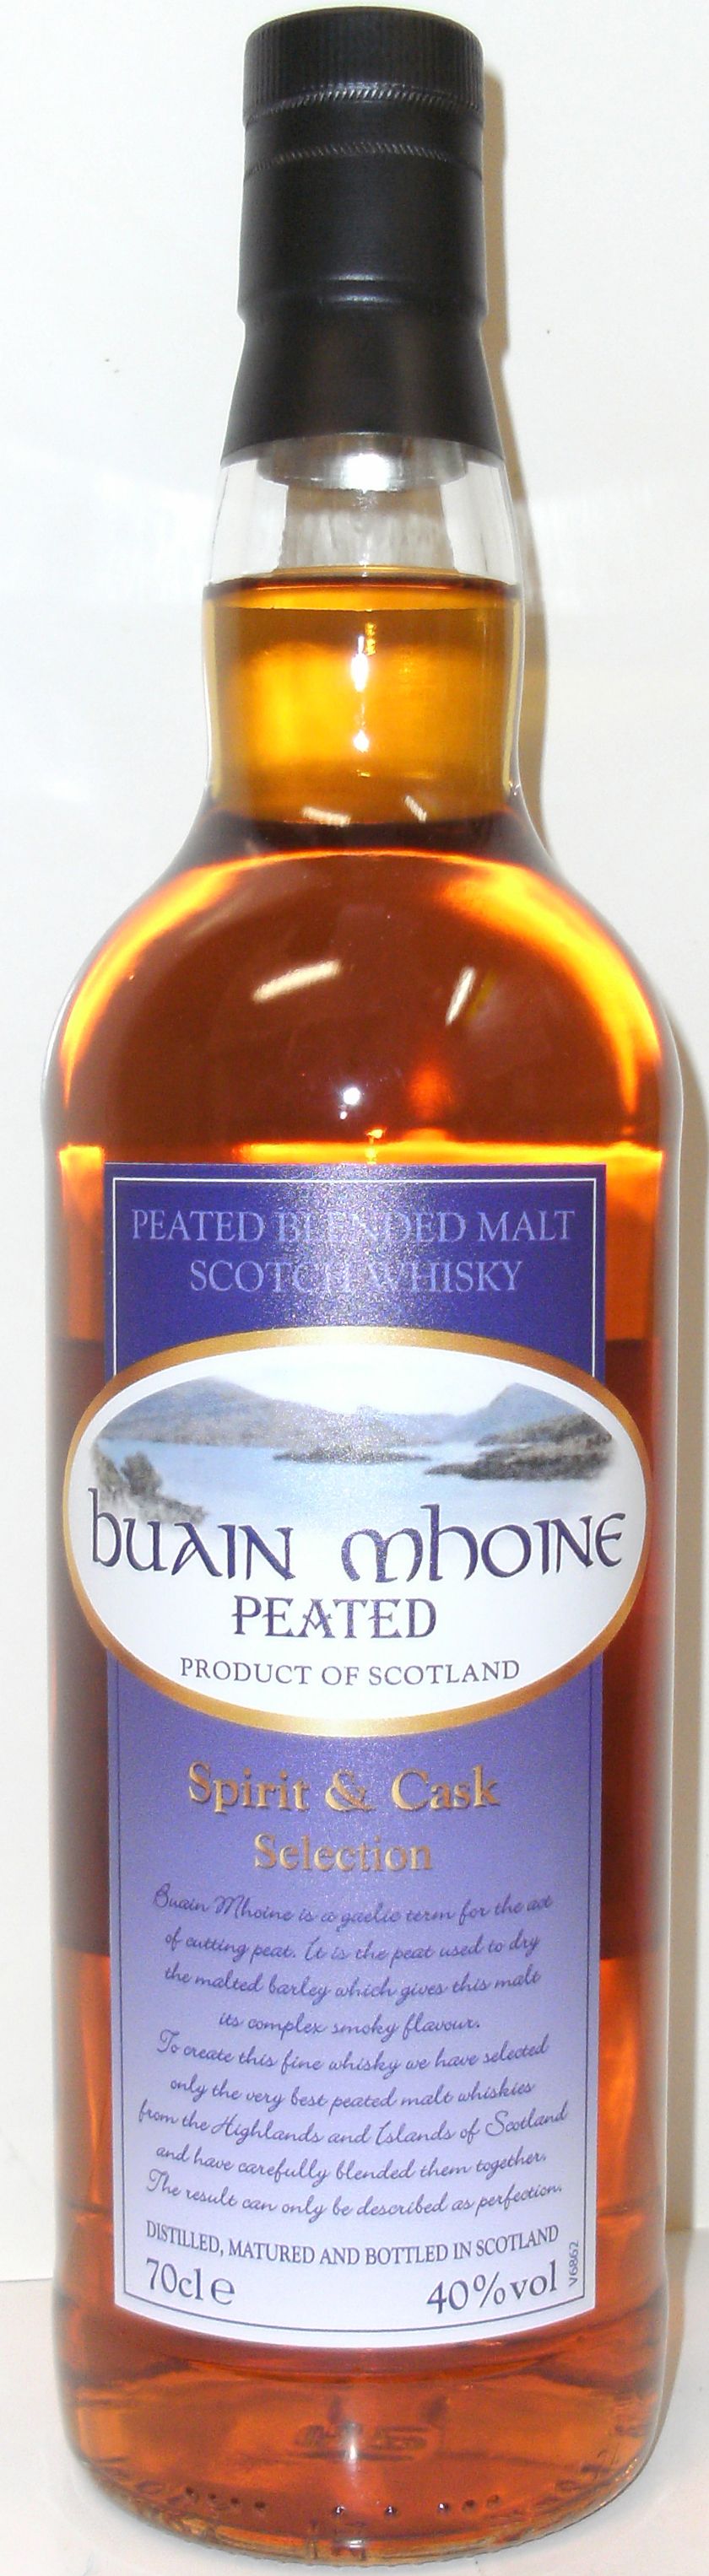 PEATED BLENDED MALT
SCOTCH WHISKY
buain mhoine
PEATED
PRODUCT OF SCOTLAND
Spirit & Cask
Selection
Buain Mhoine is a gaelic term for the act
of cutting peat. It is the peat used to dry
the malted barley which gives this malt
its complex smoky flavour.
To create this fine whisky we have selected
only the very best peated malt whiskies
from the Highlands and Islands of Scotland
and have carefully blended them together.
The result can only be described as perfection.
DISTILLED, MATURED AND BOTTLED IN SCOTLAND
70cl e 40%vol
V6862